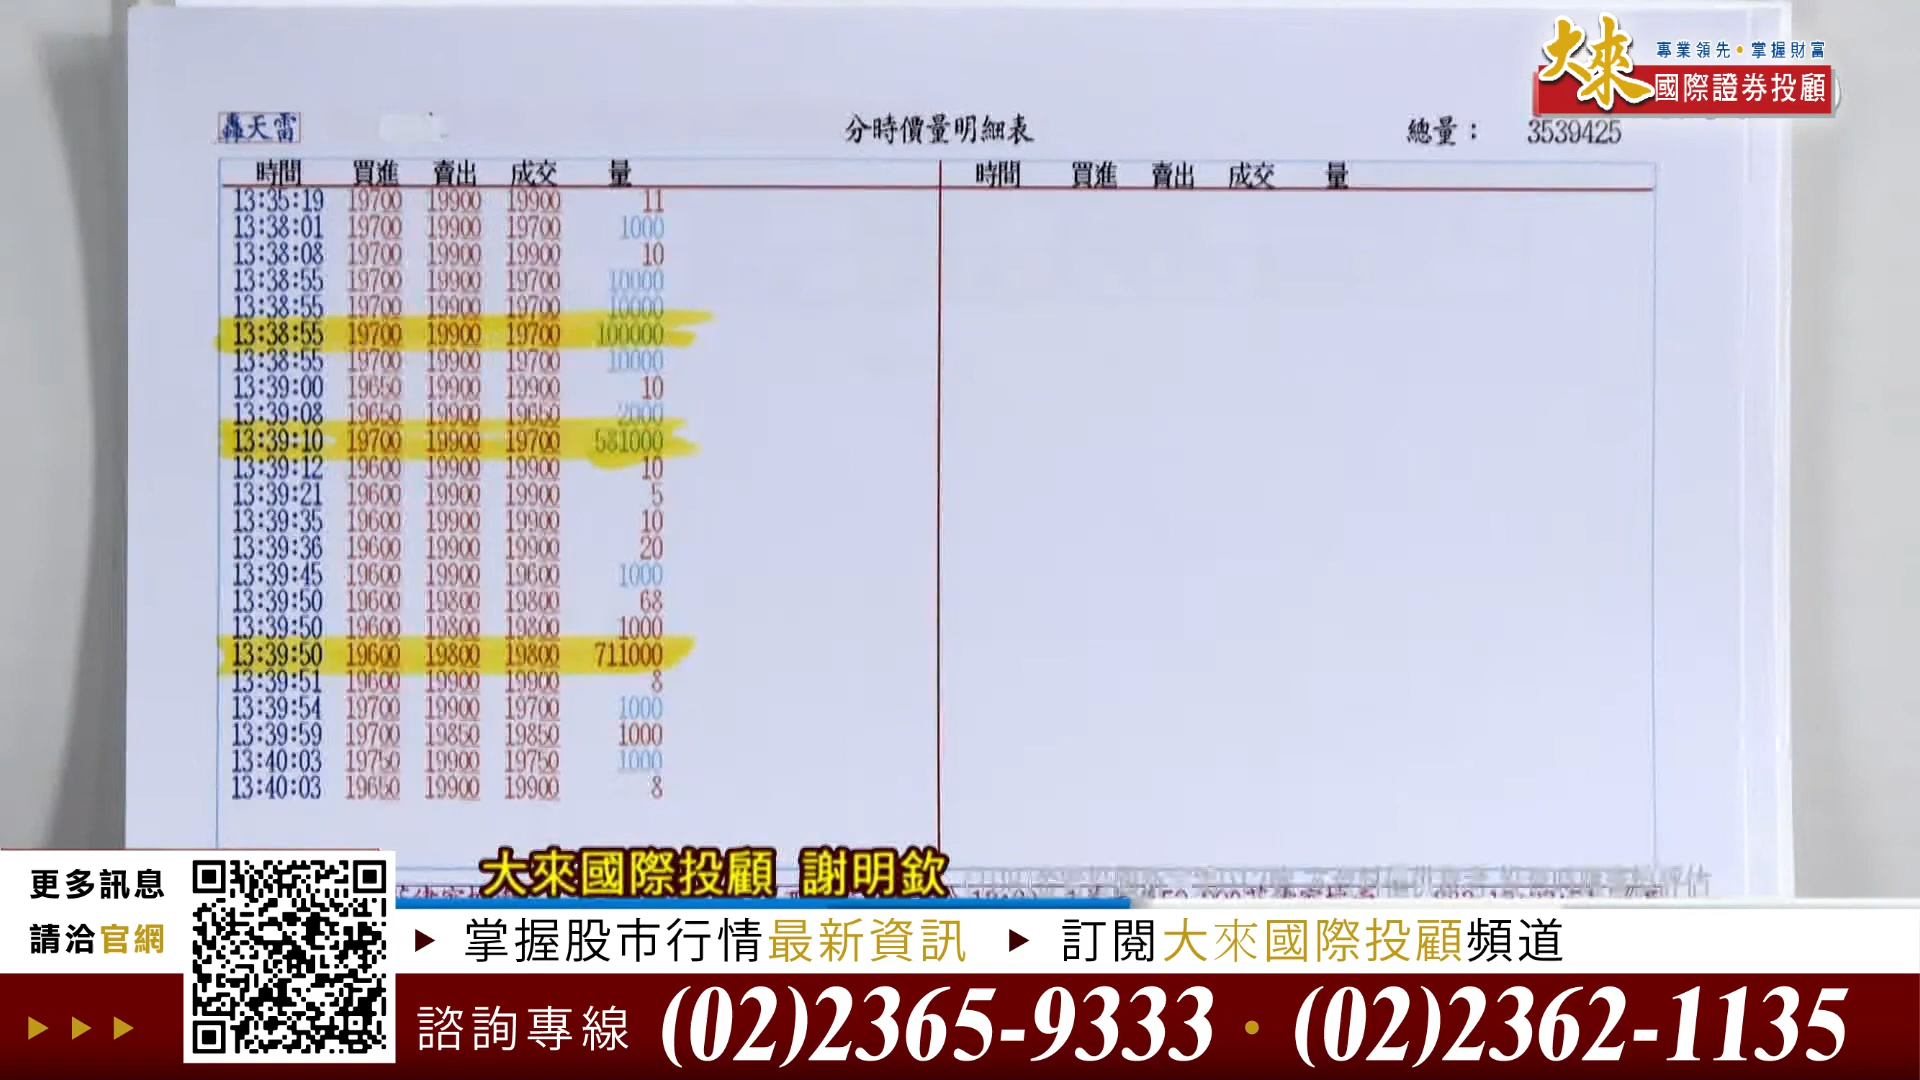 大來
專業領先•掌握財富
國際證券投顧
轟天雷
分時價量明細表
總量： 3539425
時間 買進 賣出 成交 量 時間 買進 賣出 成交 量
13:35:19 19700 19900 19900 11
13:38:01 19700 19900 19700 1000
13:38:08 19700 19900 19900 10
13:38:55 19700 19900 19700 10000
13:38:55 19700 19900 19700 10000
13:38:55 19700 19900 19700 100000
13:38:55 19700 19900 19700 10000
13:39:00 19650 19900 19900 10
13:39:08 19650 19900 19650 2000
13:39:10 19700 19900 19700 581000
13:39:12 19600 19900 19900 10
13:39:21 19600 19900 19900 5
13:39:35 19600 19900 19900 10
13:39:36 19600 19900 19900 20
13:39:45 19600 19900 19600 1000
13:39:50 19600 19800 19800 68
13:39:50 19600 19800 19800 1000
13:39:50 19600 19800 19800 711000
13:39:51 19600 19900 19900 8
13:39:54 19700 19900 19700 1000
13:39:59 19700 19850 19850 1000
13:40:03 19750 19900 19750 1000
13:40:03 19650 19900 19900 8
大來國際投顧 謝明欽
更多訊息
請洽官網
掌握股市行情最新資訊 訂閱大來國際投顧頻道
諮詢專線 (02)2365-9333•(02)2362-1135